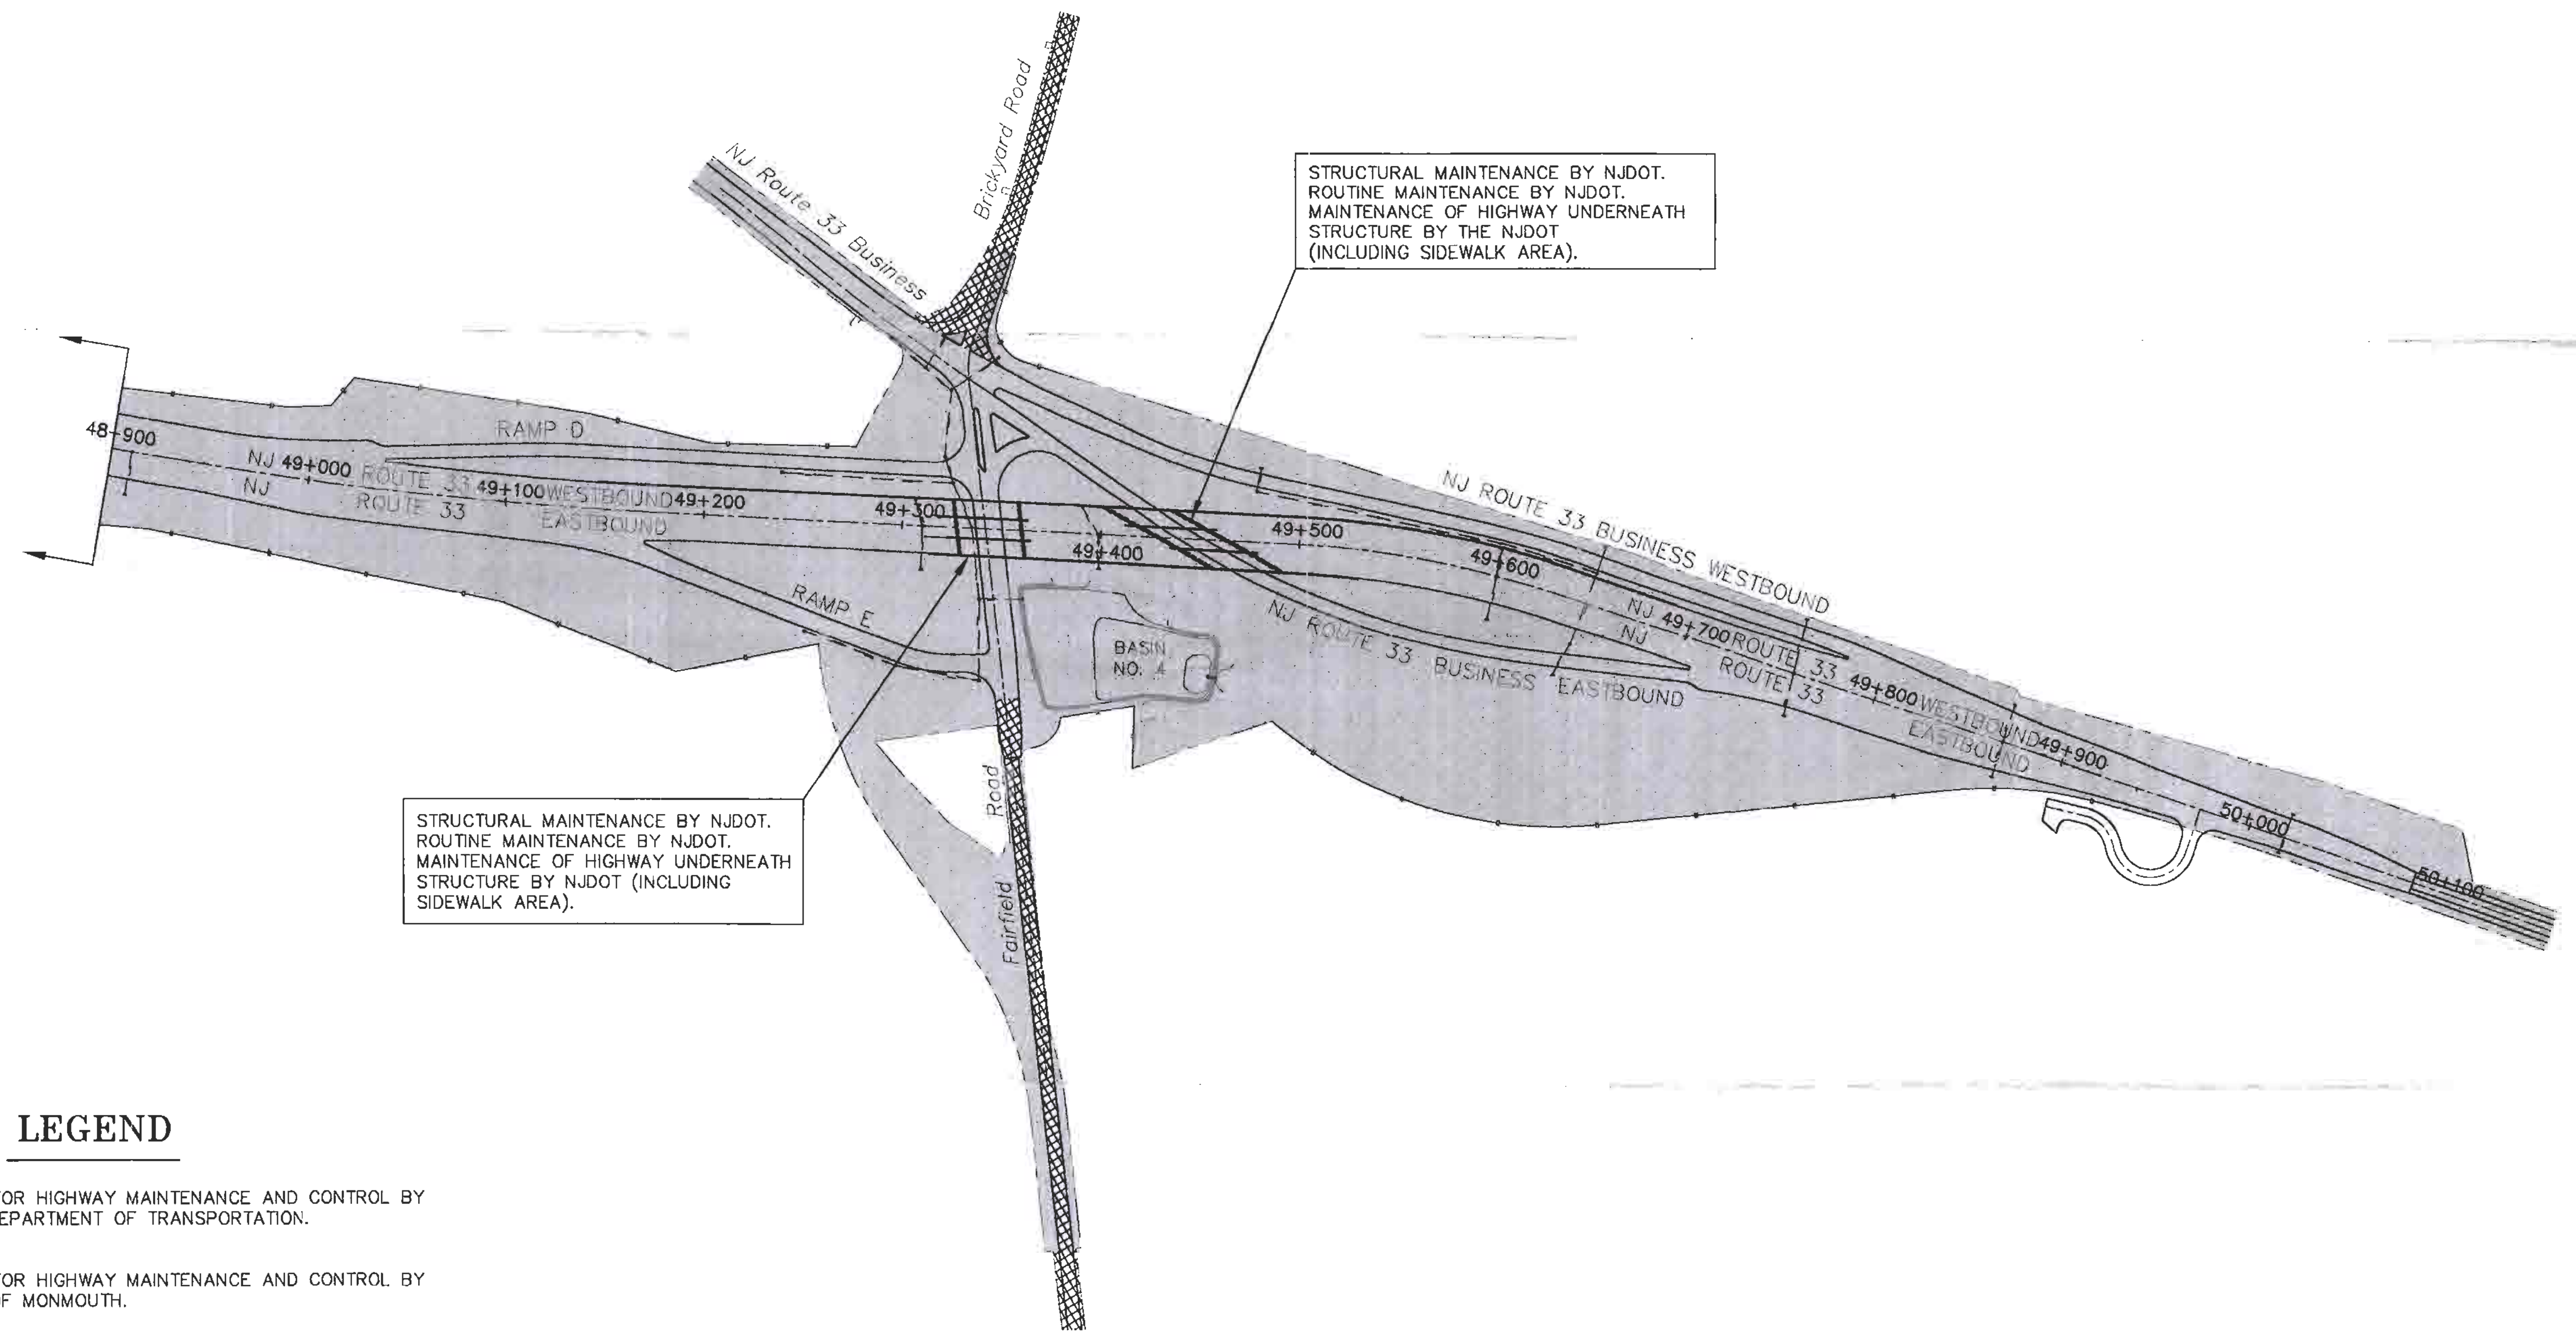 Brickyard Road
NJ Route 33 Business
STRUCTURAL MAINTENANCE BY NJDOT.
ROUTINE MAINTENANCE BY NJDOT.
MAINTENANCE OF HIGHWAY UNDERNEATH
STRUCTURE BY THE NJDOT
(INCLUDING SIDEWALK AREA).
48+900
RAMP D
NJ 49+000 ROUTE 33 49+100 WESTBOUND 49+200
NJ ROUTE 33 EASTBOUND
49+300
49+400
49+500
49+600
NJ ROUTE 33 BUSINESS WESTBOUND
RAMP E
BASIN
NO. 4
NJ ROUTE 33 BUSINESS EASTBOUND
NJ 49+700 ROUTE 33 49+800 WESTBOUND 49+900
NJ ROUTE 33 EASTBOUND
50+000
50+100
STRUCTURAL MAINTENANCE BY NJDOT.
ROUTINE MAINTENANCE BY NJDOT.
MAINTENANCE OF HIGHWAY UNDERNEATH
STRUCTURE BY NJDOT (INCLUDING
SIDEWALK AREA).
Fairfield Road
LEGEND
OR HIGHWAY MAINTENANCE AND CONTROL BY
EPARTMENT OF TRANSPORTATION.
OR HIGHWAY MAINTENANCE AND CONTROL BY
OF MONMOUTH.